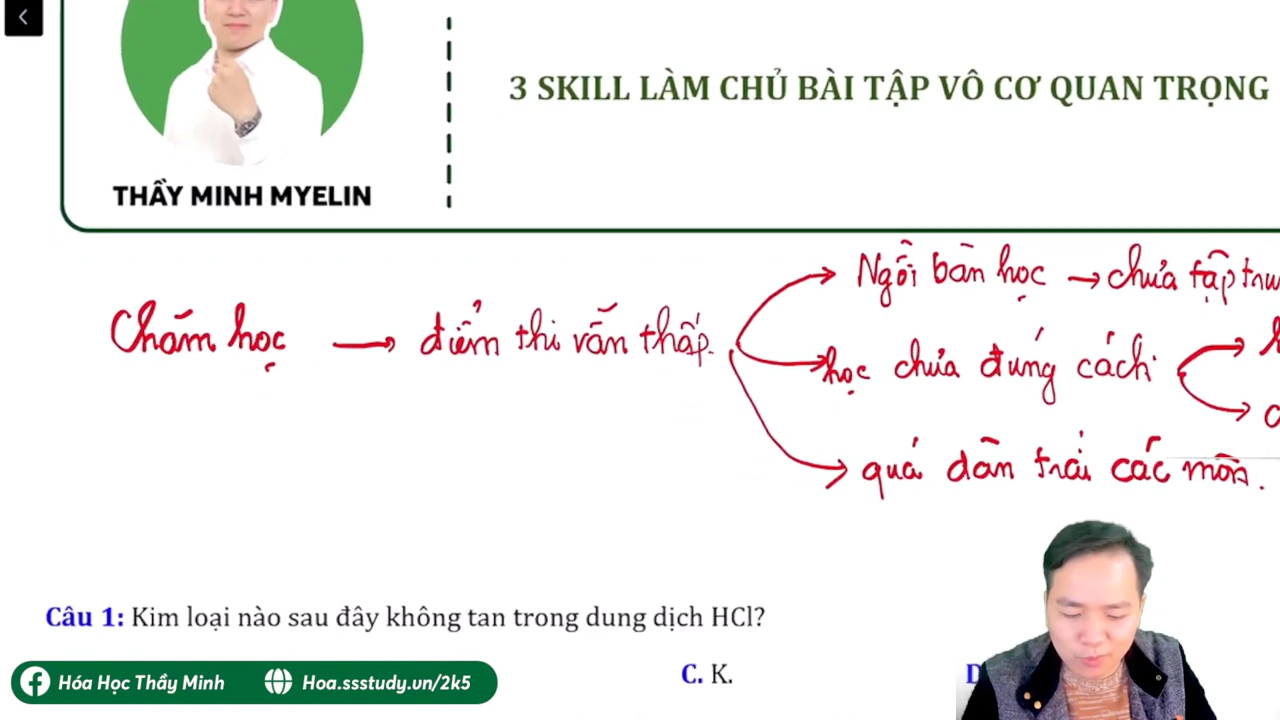 3 SKILL LÀM CHỦ BÀI TẬP VÔ CƠ QUAN TRỌNG
THẦY MINH MYELIN
Chăm học → điểm thi vẫn thấp
Ngồi bàn học → chưa tập tru
học chưa đúng cách
quá dàn trải các môn.
Câu 1: Kim loại nào sau đây không tan trong dung dịch HCl?
C. K.
D
Hóa Học Thầy Minh
Hoa.ssstudy.vn/2k5